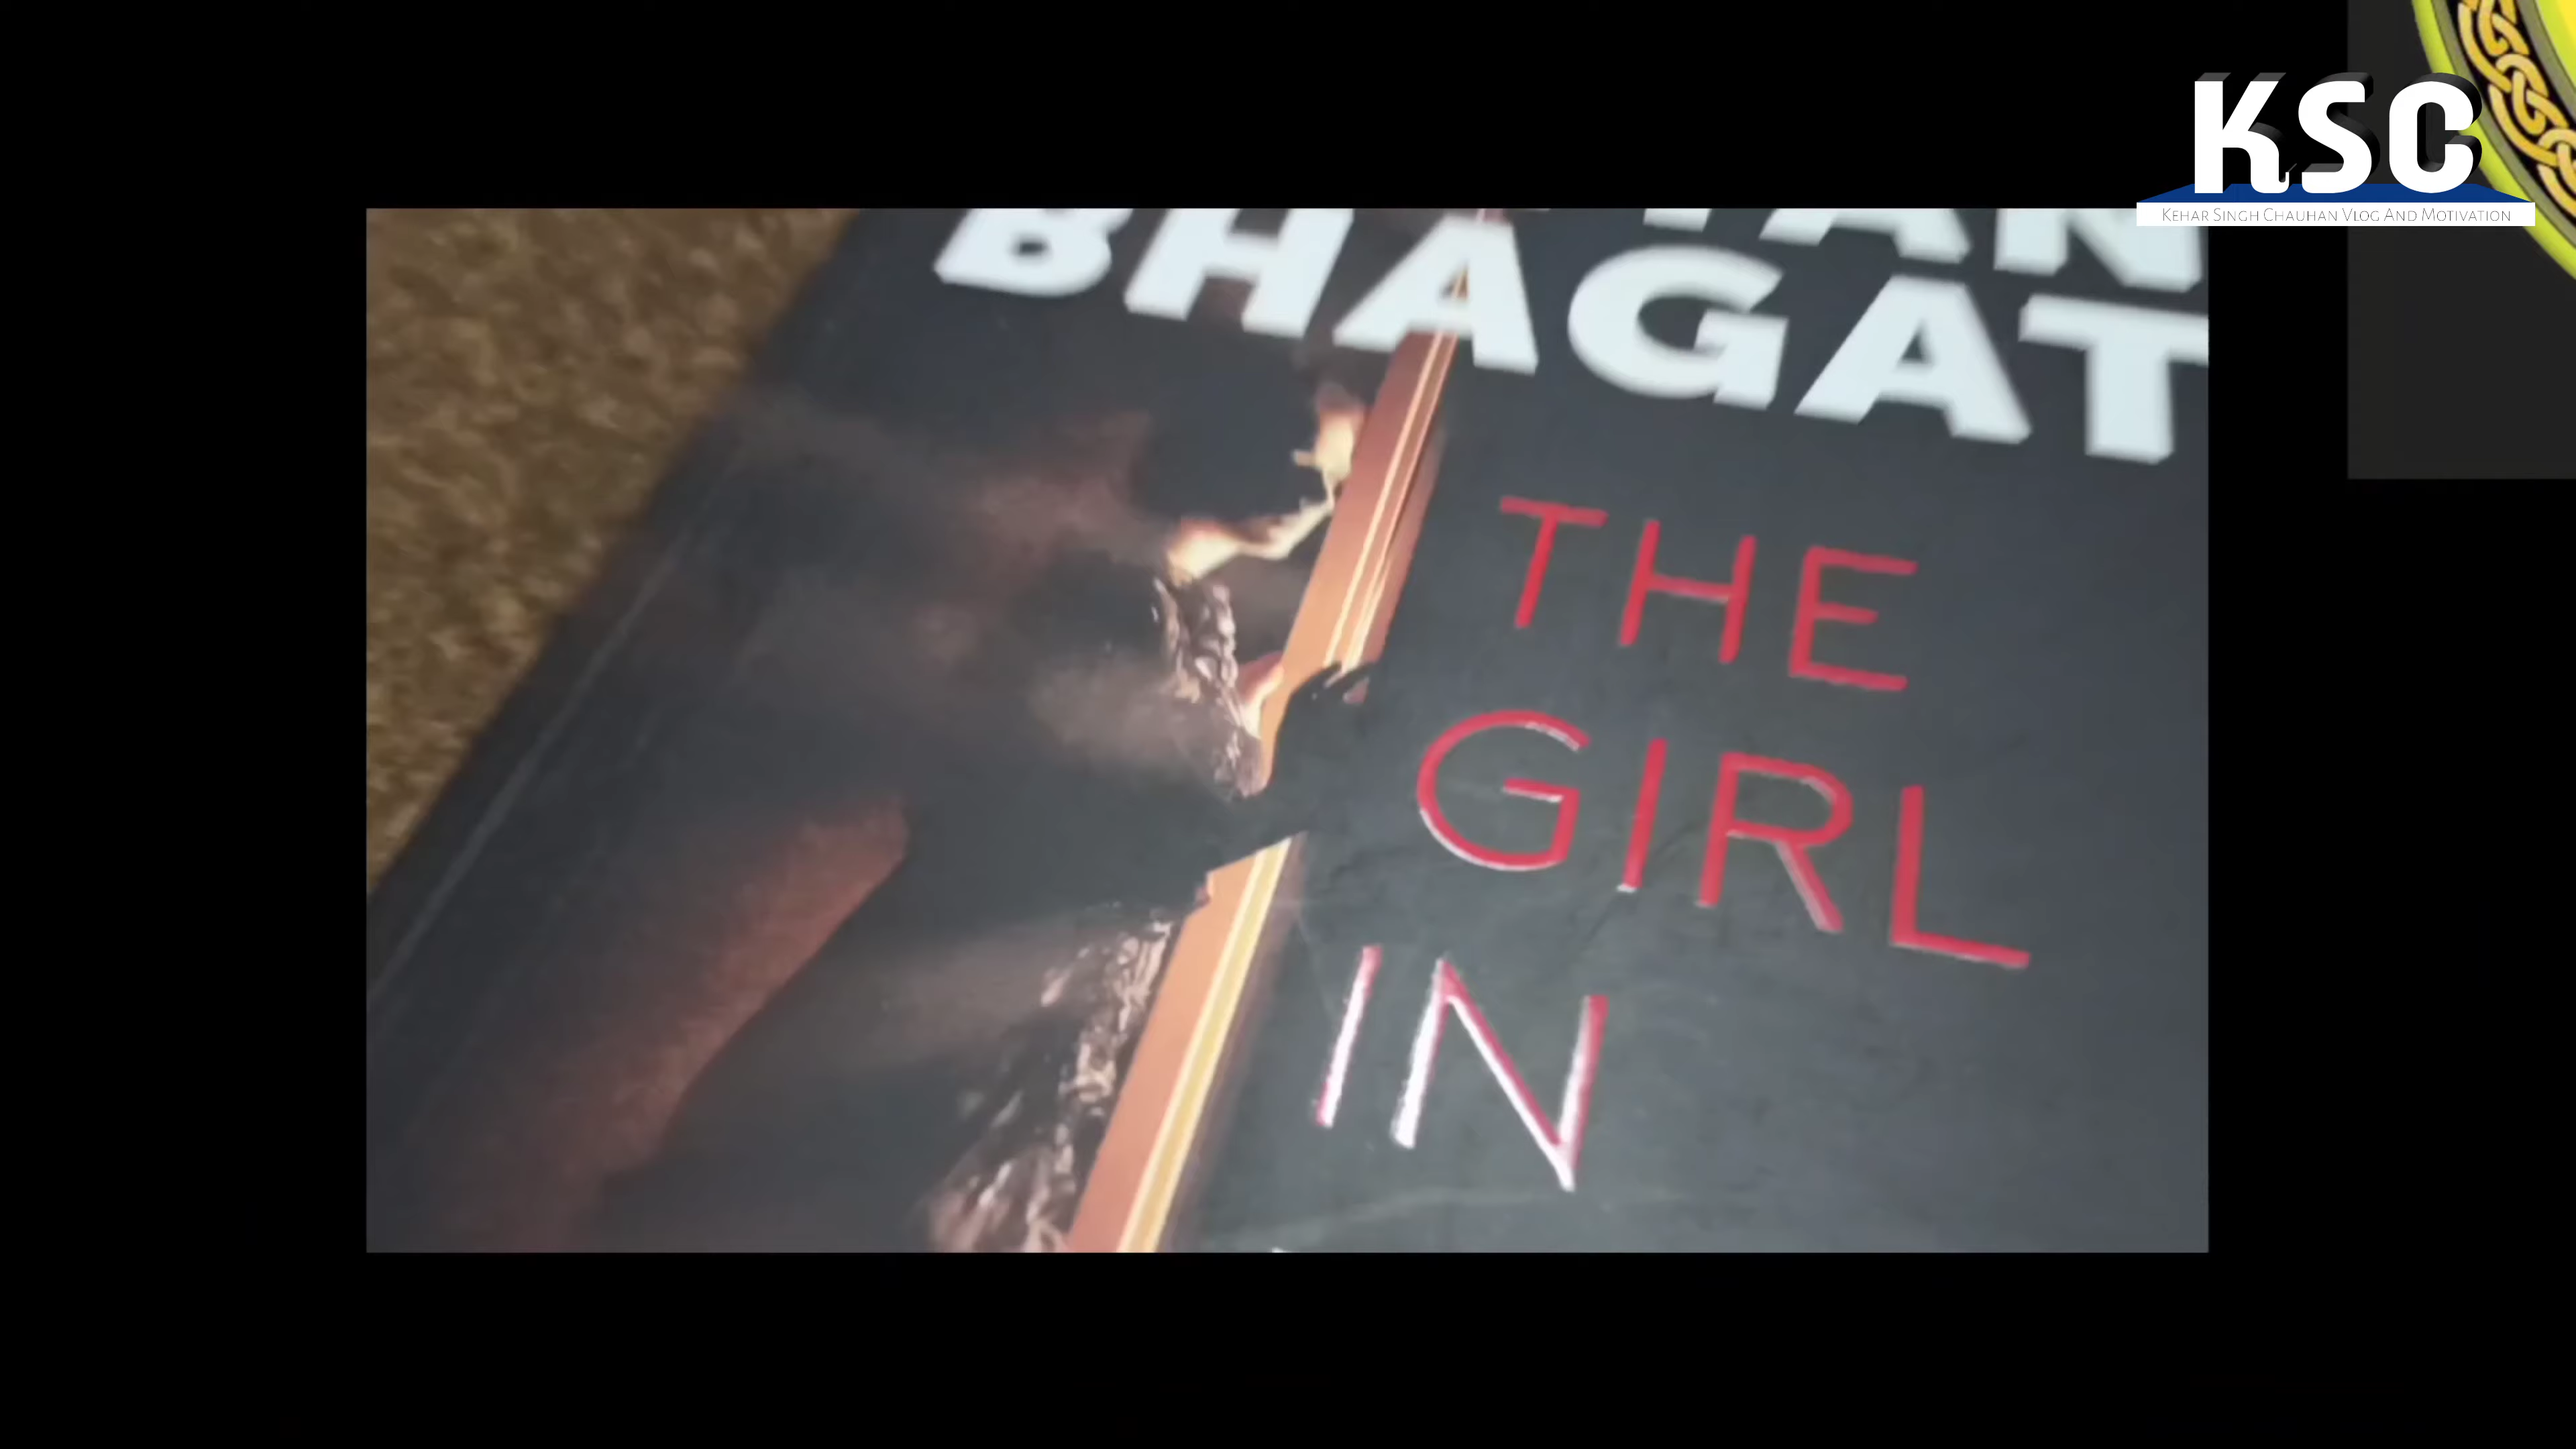 KSC
KEHAR SINGH CHAUHAN VLOG AND MOTIVATION
BHAGAT
THE
GIRL
IN